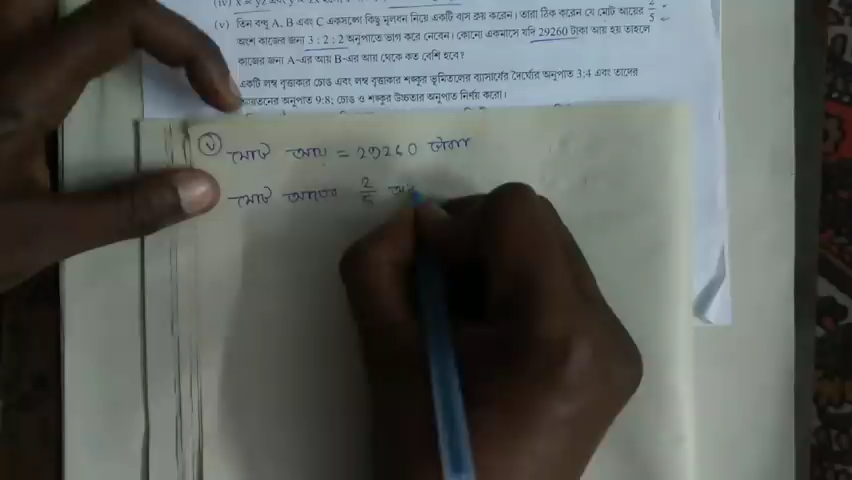 (v) তিন বন্ধু A, B এবং C একসঙ্গে কিছু মূলধন নিয়ে একটি বাস ক্রয় করেন। তারা ঠিক করেন যে মোট আয়ের 2/5
অংশ কাজের জন্য 3 : 2 : 2 অনুপাতে ভাগ করে নেবেন। কোনো একমাসে যদি 29260 টাকা আয় হয় তাহলে
কাজের জন্য A-এর আয় B-এর আয় থেকে কত বেশি হবে?
একটি লম্ব বৃত্তাকার চোঙ এবং লম্ব বৃত্তাকার শঙ্কুর ভূমিতলের ব্যাসার্ধের দৈর্ঘ্যের অনুপাত 3:4 এবং তাদের
আয়তনের অনুপাত 9:8; চোঙ ও শঙ্কুর উচ্চতার অনুপাত নির্ণয় করো।
(v) মোট আয় = 29260 টাকা
মোট আয়ের 2/5